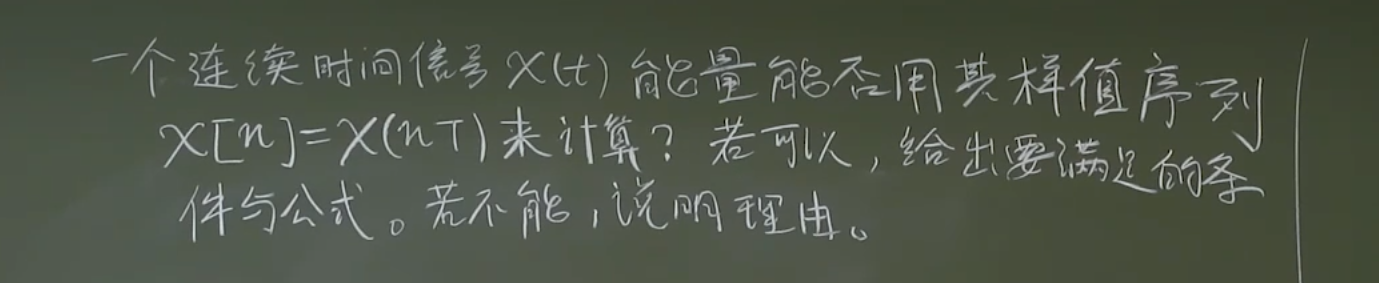 一个连续时间信号X(t)能量能否用其样值序列
X[n]=X(nT)来计算？若可以，给出要满足的条
件与公式。若不能，说明理由。